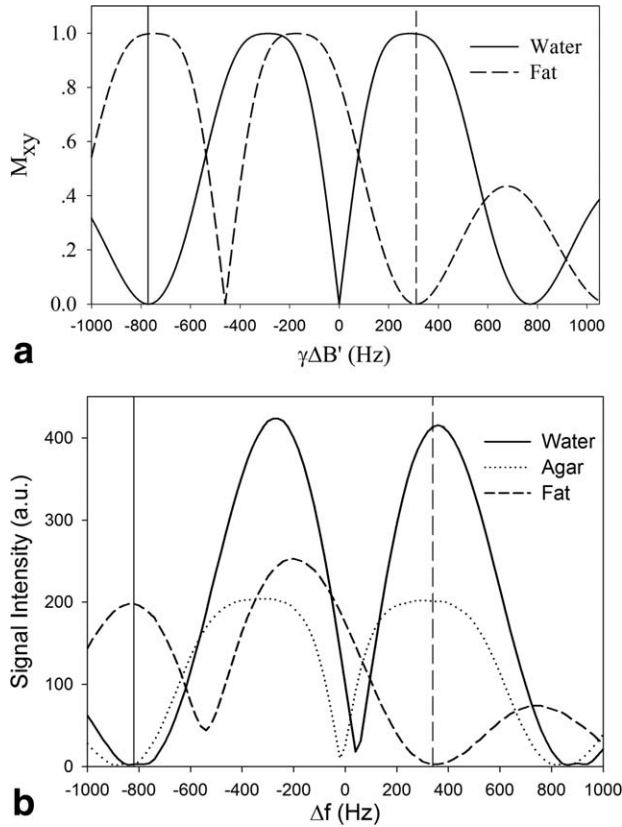 1.0
.8
.6
.4
.2
0.0
M_xy
Water
Fat
-1000 -800 -600 -400 -200 0 200 400 600 800 1000
γΔB' (Hz)
a
400
300
200
100
0
Signal Intensity (a.u.)
Water
Agar
Fat
-1000 -800 -600 -400 -200 0 200 400 600 800 1000
Δf (Hz)
b